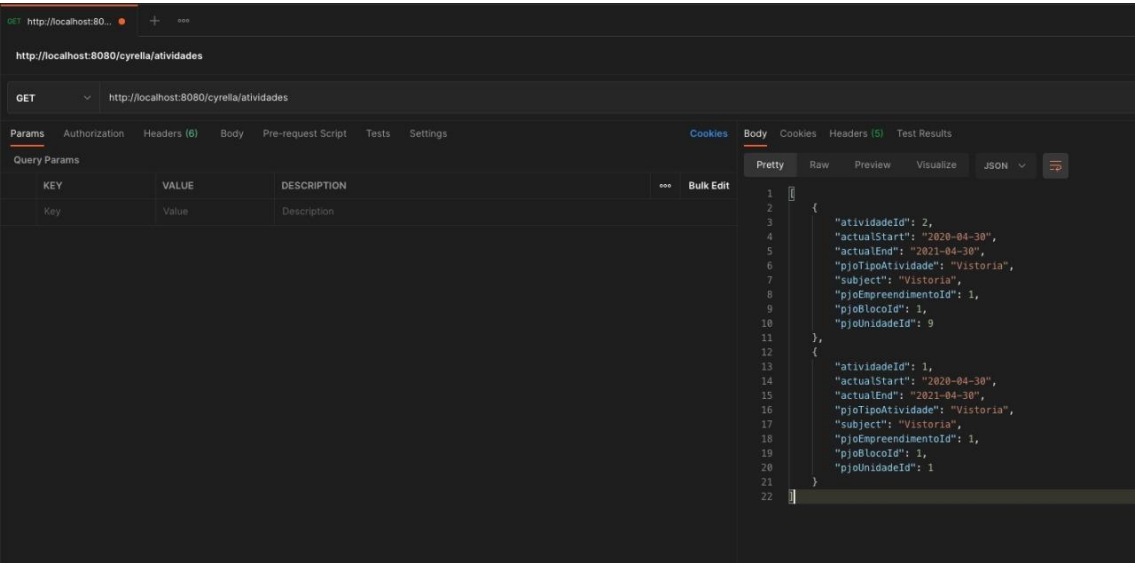 GET http://localhost:80...
http://localhost:8080/cyrella/atividades
GET http://localhost:8080/cyrella/atividades
Params Authorization Headers (6) Body Pre-request Script Tests Settings Cookies
Query Params
KEY VALUE DESCRIPTION Bulk Edit
Key Value Description
Body Cookies Headers (5) Test Results
Pretty Raw Preview Visualize JSON
1 [
2 {
3 "atividadeId": 2,
4 "actualStart": "2020-04-30",
5 "actualEnd": "2021-04-30",
6 "pjoTipoAtividade": "Vistoria",
7 "subject": "Vistoria",
8 "pjoEmpreendimentoId": 1,
9 "pjoBlocoId": 1,
10 "pjoUnidadeId": 9
11 },
12 {
13 "atividadeId": 1,
14 "actualStart": "2020-04-30",
15 "actualEnd": "2021-04-30",
16 "pjoTipoAtividade": "Vistoria",
17 "subject": "Vistoria",
18 "pjoEmpreendimentoId": 1,
19 "pjoBlocoId": 1,
20 "pjoUnidadeId": 1
21 }
22 ]